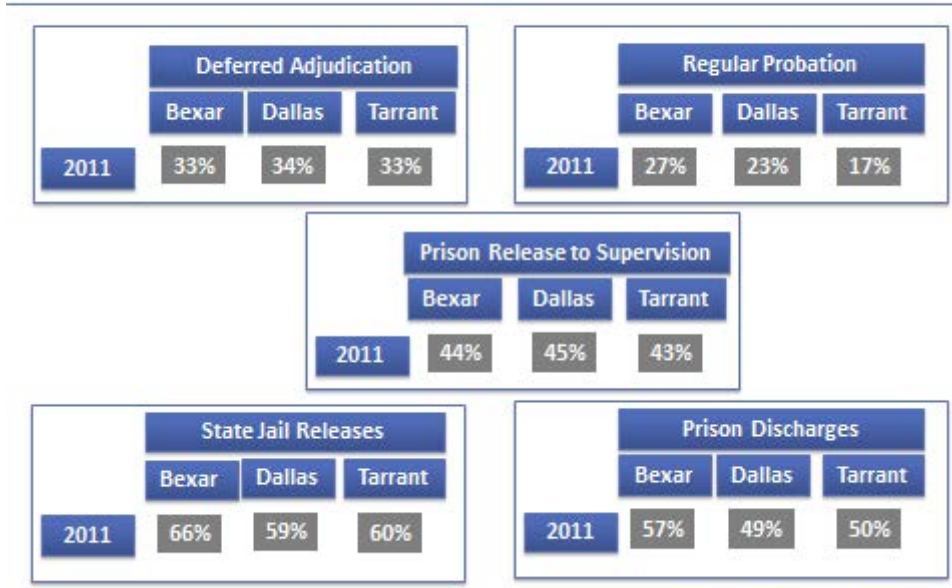 Deferred Adjudication
Bexar Dallas Tarrant
2011 33% 34% 33%
Regular Probation
Bexar Dallas Tarrant
2011 27% 23% 17%
Prison Release to Supervision
Bexar Dallas Tarrant
2011 44% 45% 43%
State Jail Releases
Bexar Dallas Tarrant
2011 66% 59% 60%
Prison Discharges
Bexar Dallas Tarrant
2011 57% 49% 50%